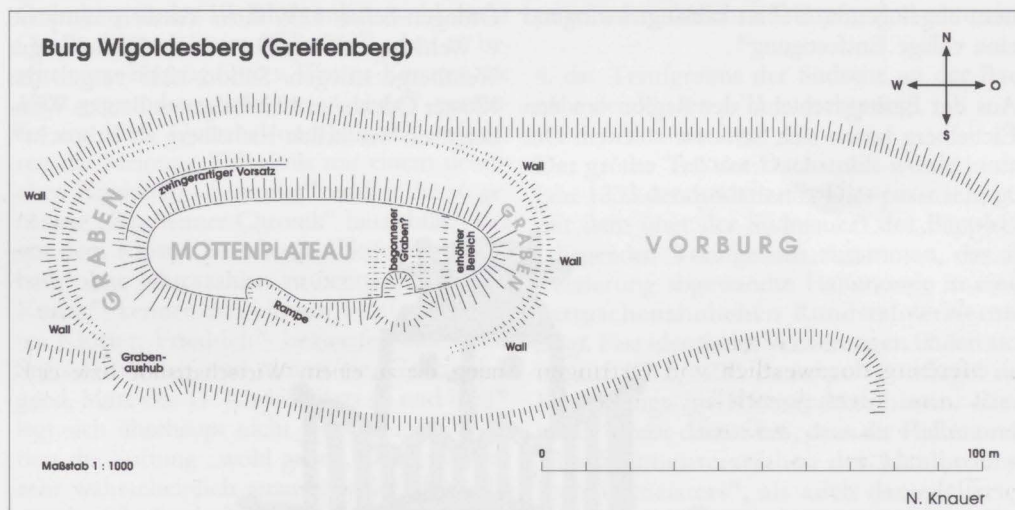 Burg Wigoldesberg (Greifenberg)
N
W O
S
Wall
GRABEN
zwingerartiger Vorsatz
MOTTENPLATEAU
begonnener
Graben?
erhöhter
Bereich
GRABEN
Wall
VORBURG
Wall
Rampe
Wall
Wall
Graben-
aushub
Wall
Maßstab 1 : 1000
0 100 m
N. Knauer